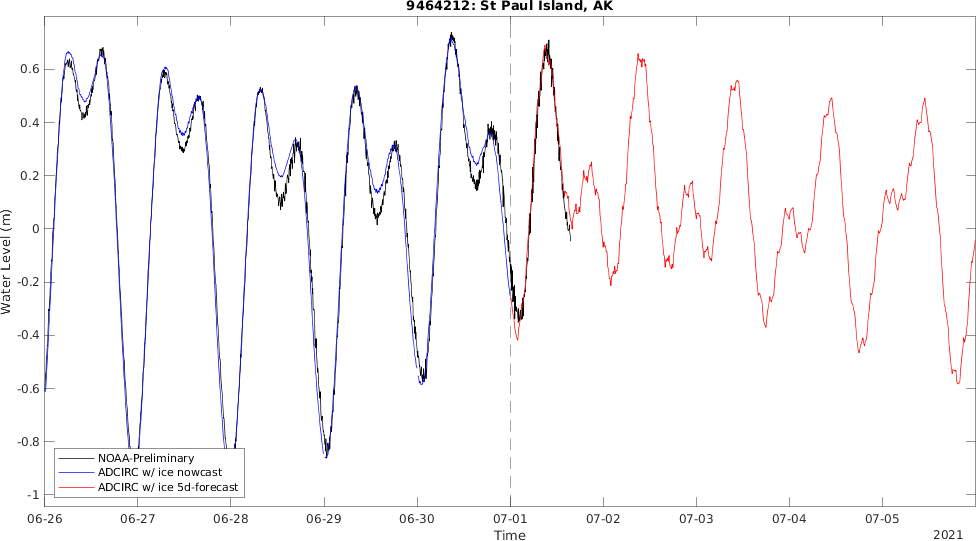 9464212: St Paul Island, AK
Water Level (m)
0.6
0.4
0.2
0
-0.2
-0.4
-0.6
-0.8
-1
NOAA-Preliminary
ADCIRC w/ ice nowcast
ADCIRC w/ ice 5d-forecast
06-26 06-27 06-28 06-29 06-30 07-01 07-02 07-03 07-04 07-05
Time
2021